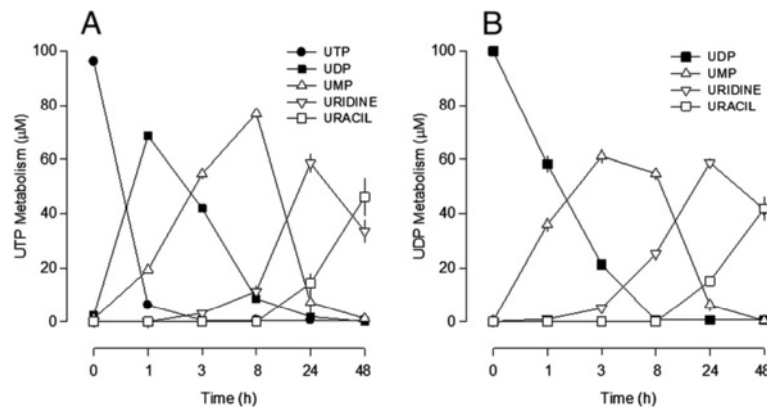 A
UTP
UDP
UMP
URIDINE
URACIL
100
80
60
40
20
0
UTP Metabolism (µM)
0 1 3 8 24 48
Time (h)
B
UDP
UMP
URIDINE
URACIL
100
80
60
40
20
0
UDP Metabolism (µM)
0 1 3 8 24 48
Time (h)